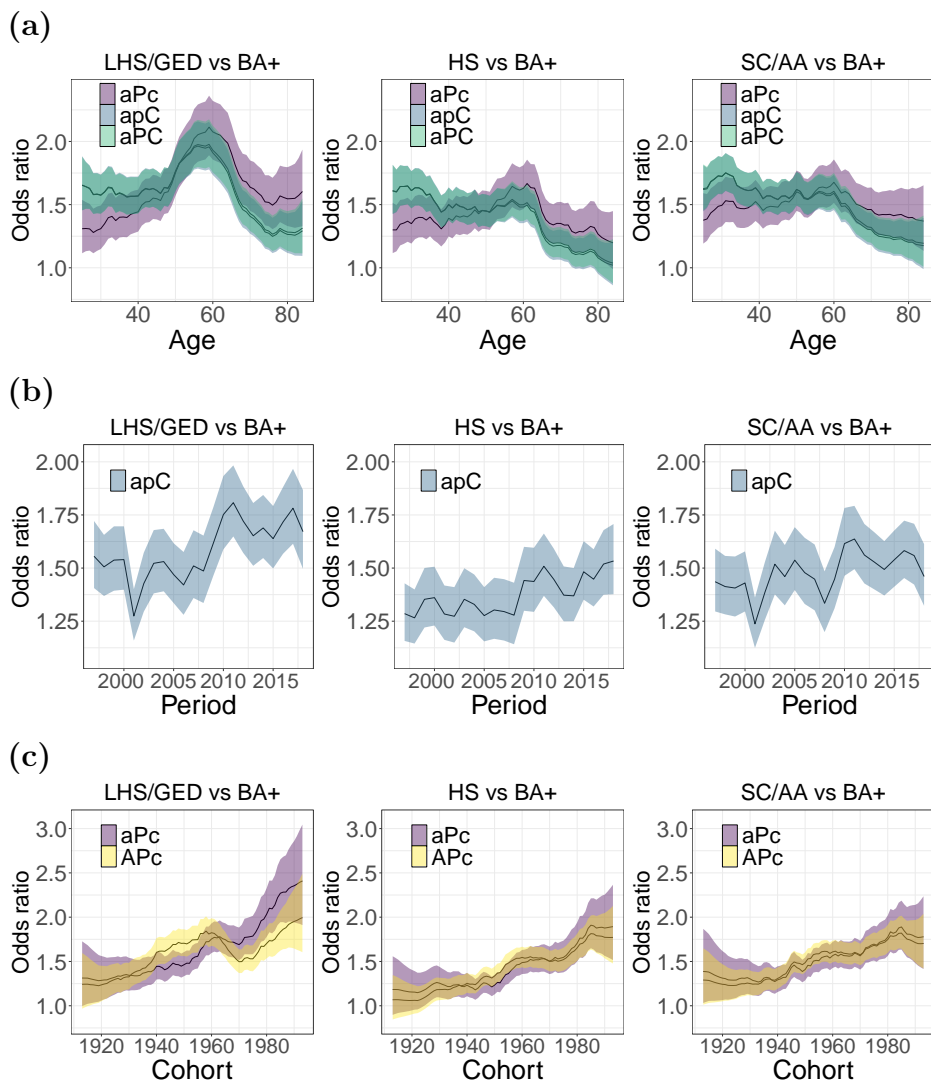 (a)
LHS/GED vs BA+ HS vs BA+ SC/AA vs BA+
aPc aPc aPc
apC apC apC
aPC aPC aPC
Odds ratio Odds ratio Odds ratio
2.0 2.0 2.0
1.5 1.5 1.5
1.0 1.0 1.0
40 60 80 40 60 80 40 60 80
Age Age Age
(b)
LHS/GED vs BA+ HS vs BA+ SC/AA vs BA+
apC apC apC
Odds ratio Odds ratio Odds ratio
2.00 2.00 2.00
1.75 1.75 1.75
1.50 1.50 1.50
1.25 1.25 1.25
2000 2005 2010 2015 2000 2005 2010 2015 2000 2005 2010 2015
Period Period Period
(c)
LHS/GED vs BA+ HS vs BA+ SC/AA vs BA+
aPc aPc aPc
APc APc APc
Odds ratio Odds ratio Odds ratio
3.0 3.0 3.0
2.5 2.5 2.5
2.0 2.0 2.0
1.5 1.5 1.5
1.0 1.0 1.0
1920 1940 1960 1980 1920 1940 1960 1980 1920 1940 1960 1980
Cohort Cohort Cohort